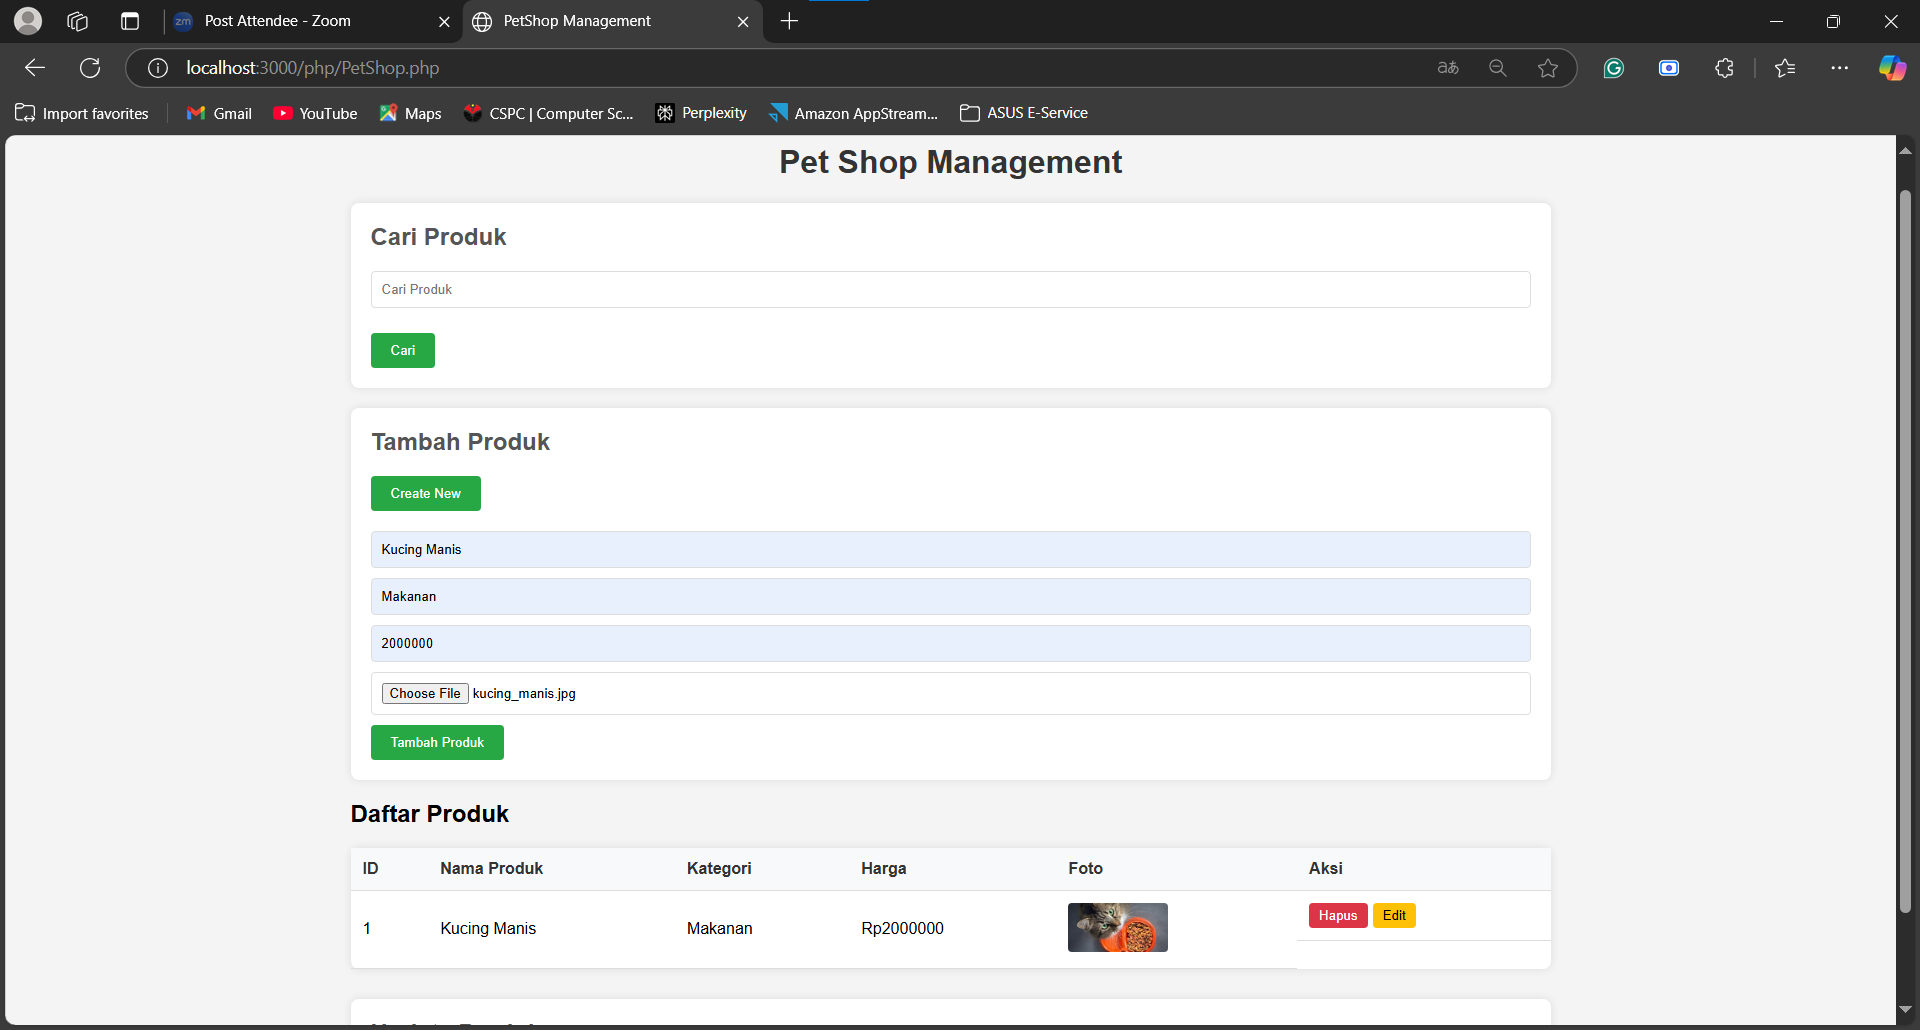 zm Post Attendee - Zoom PetShop Management
localhost:3000/php/PetShop.php aあ
Import favorites Gmail YouTube Maps CSPC | Computer Sc... Perplexity Amazon AppStream... ASUS E-Service
Pet Shop Management
Cari Produk
Cari Produk
Cari
Tambah Produk
Create New
Kucing Manis
Makanan
2000000
Choose File kucing_manis.jpg
Tambah Produk
Daftar Produk
ID Nama Produk Kategori Harga Foto Aksi
1 Kucing Manis Makanan Rp2000000 Hapus Edit